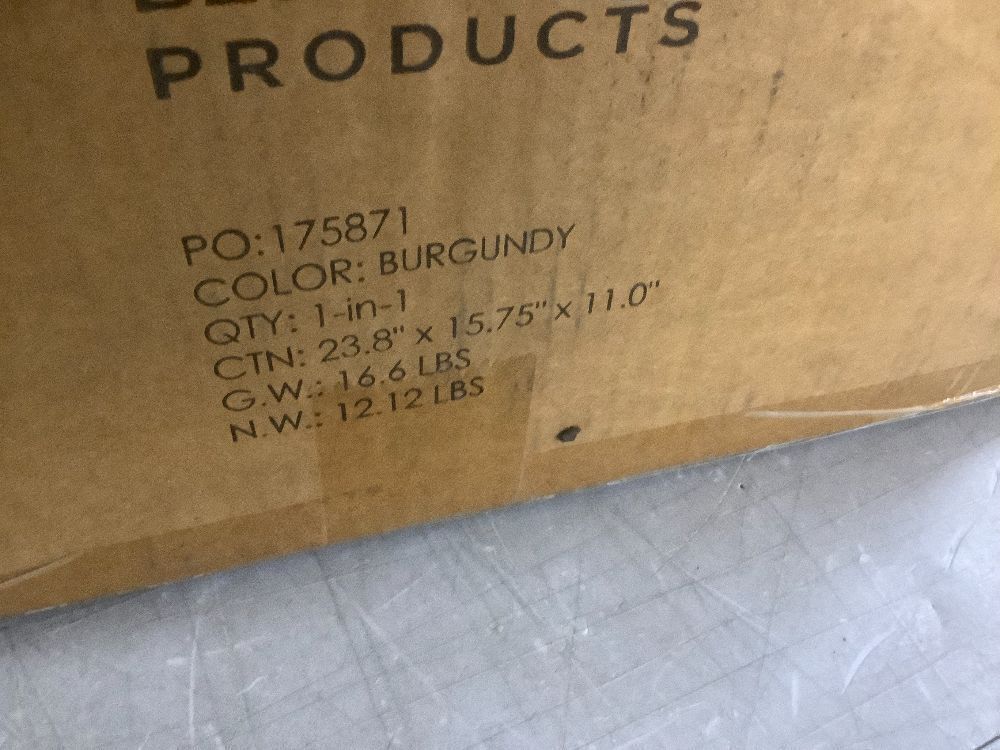 PRODUCTS
PO:175871
COLOR: BURGUNDY
QTY: 1-in-1
CTN: 23.8" x 15.75" x 11.0"
G.W.: 16.6 LBS
N.W.: 12.12 LBS